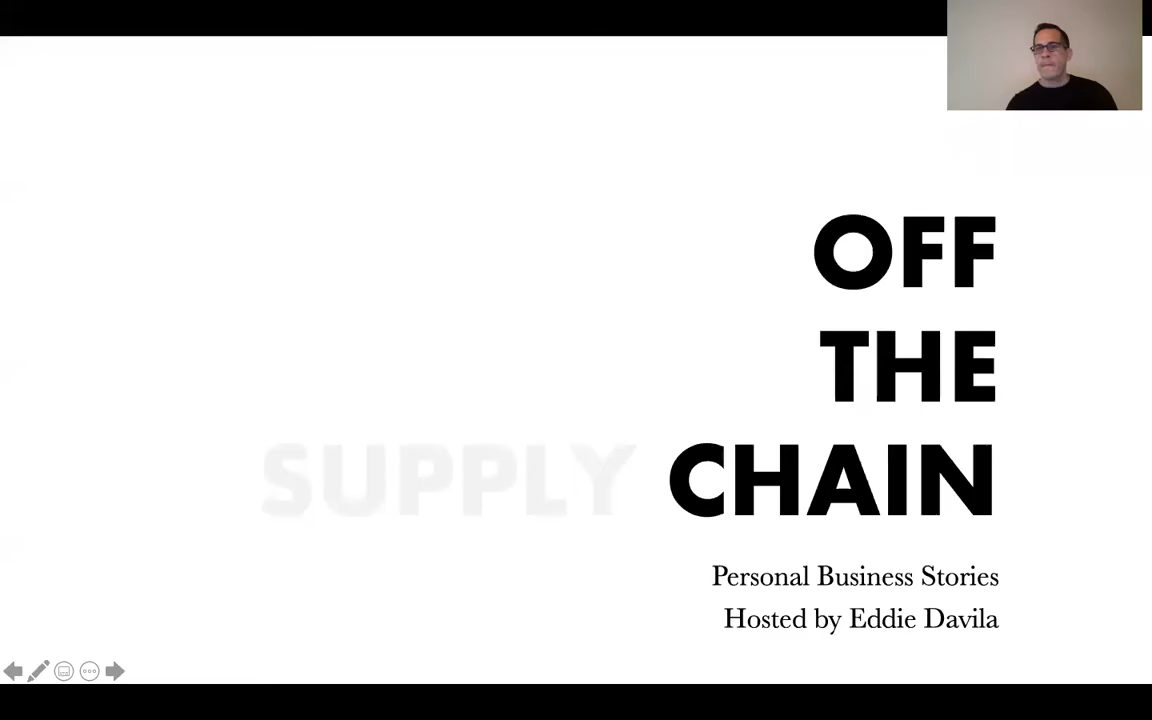 OFF
THE
SUPPLY CHAIN
Personal Business Stories
Hosted by Eddie Davila